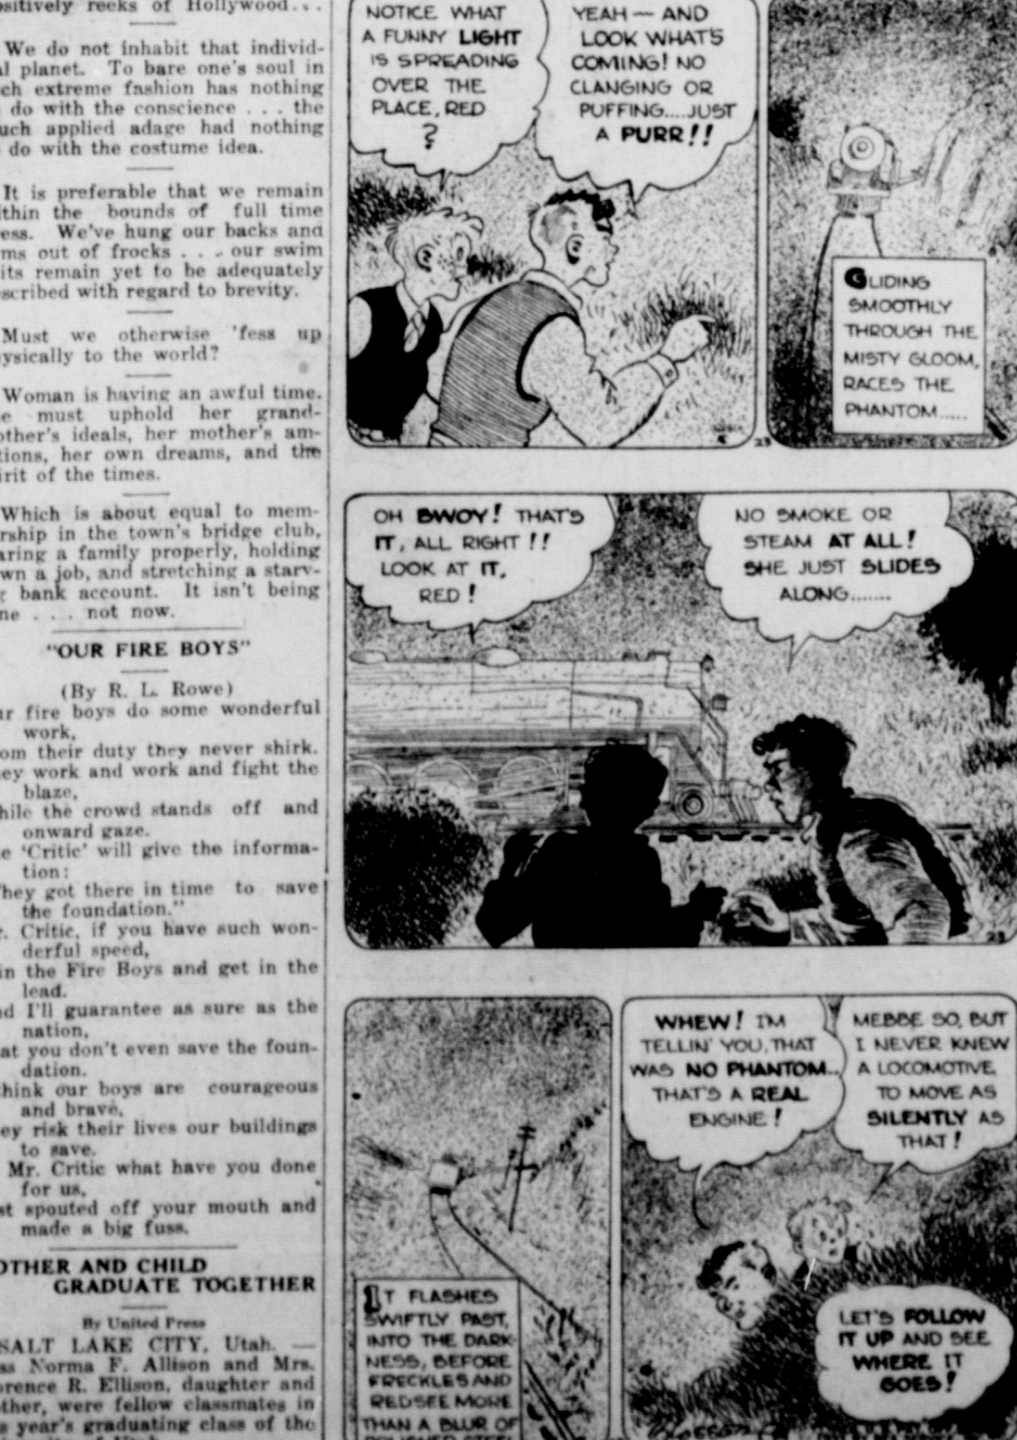 ositively reeks of Hollywood...
We do not inhabit that individ-
al planet. To bare one's soul in
ch extreme fashion has nothing
do with the conscience . . . the
uch applied adage had nothing
do with the costume idea.
It is preferable that we remain
ithin the bounds of full time
ess. We've hung our backs and
ms out of frocks . . . our swim
its remain yet to be adequately
scribed with regard to brevity.
Must we otherwise 'fess up
ysically to the world?
Woman is having an awful time.
e must uphold her grand-
other's ideals, her mother's am-
tions, her own dreams, and the
irit of the times.
Which is about equal to mem-
rship in the town's bridge club,
aring a family properly, holding
wn a job, and stretching a starv-
g bank account. It isn't being
ne . . . not now.
"OUR FIRE BOYS"
(By R. L. Rowe)
ur fire boys do some wonderful
work,
om their duty they never shirk.
ey work and work and fight the
blaze,
hile the crowd stands off and
onward gaze.
e 'Critic' will give the informa-
tion:
hey got there in time to save
the foundation."
r. Critic, if you have such won-
derful speed,
in the Fire Boys and get in the
lead.
nd I'll guarantee as sure as the
nation,
at you don't even save the foun-
dation.
think our boys are courageous
and brave,
ey risk their lives our buildings
to save.
Mr. Critic what have you done
for us,
st spouted off your mouth and
made a big fuss.
OTHER AND CHILD
GRADUATE TOGETHER
By United Press
SALT LAKE CITY, Utah. —
ss Norma F. Allison and Mrs.
orence R. Ellison, daughter and
other, were fellow classmates in
s year's graduating class of the
NOTICE WHAT
A FUNNY LIGHT
IS SPREADING
OVER THE
PLACE, RED
?
YEAH — AND
LOOK WHAT'S
COMING! NO
CLANGING OR
PUFFING....JUST
A PURR!!
23
GLIDING
SMOOTHLY
THROUGH THE
MISTY GLOOM,
RACES THE
PHANTOM.....
OH BWOY! THAT'S
IT, ALL RIGHT!!
LOOK AT IT,
RED!
NO SMOKE OR
STEAM AT ALL!
SHE JUST SLIDES
ALONG.......
23
IT FLASHES
SWIFTLY PAST,
INTO THE DARK-
NESS, BEFORE
FRECKLES AND
RED SEE MORE
THAN A BLUR OF
POLISHED STEEL
WHEW! I'M
TELLIN' YOU, THAT
WAS NO PHANTOM...
THAT'S A REAL
ENGINE!
MEBBE SO, BUT
I NEVER KNEW
A LOCOMOTIVE
TO MOVE AS
SILENTLY AS
THAT!
LET'S FOLLOW
IT UP AND SEE
WHERE IT
GOES!